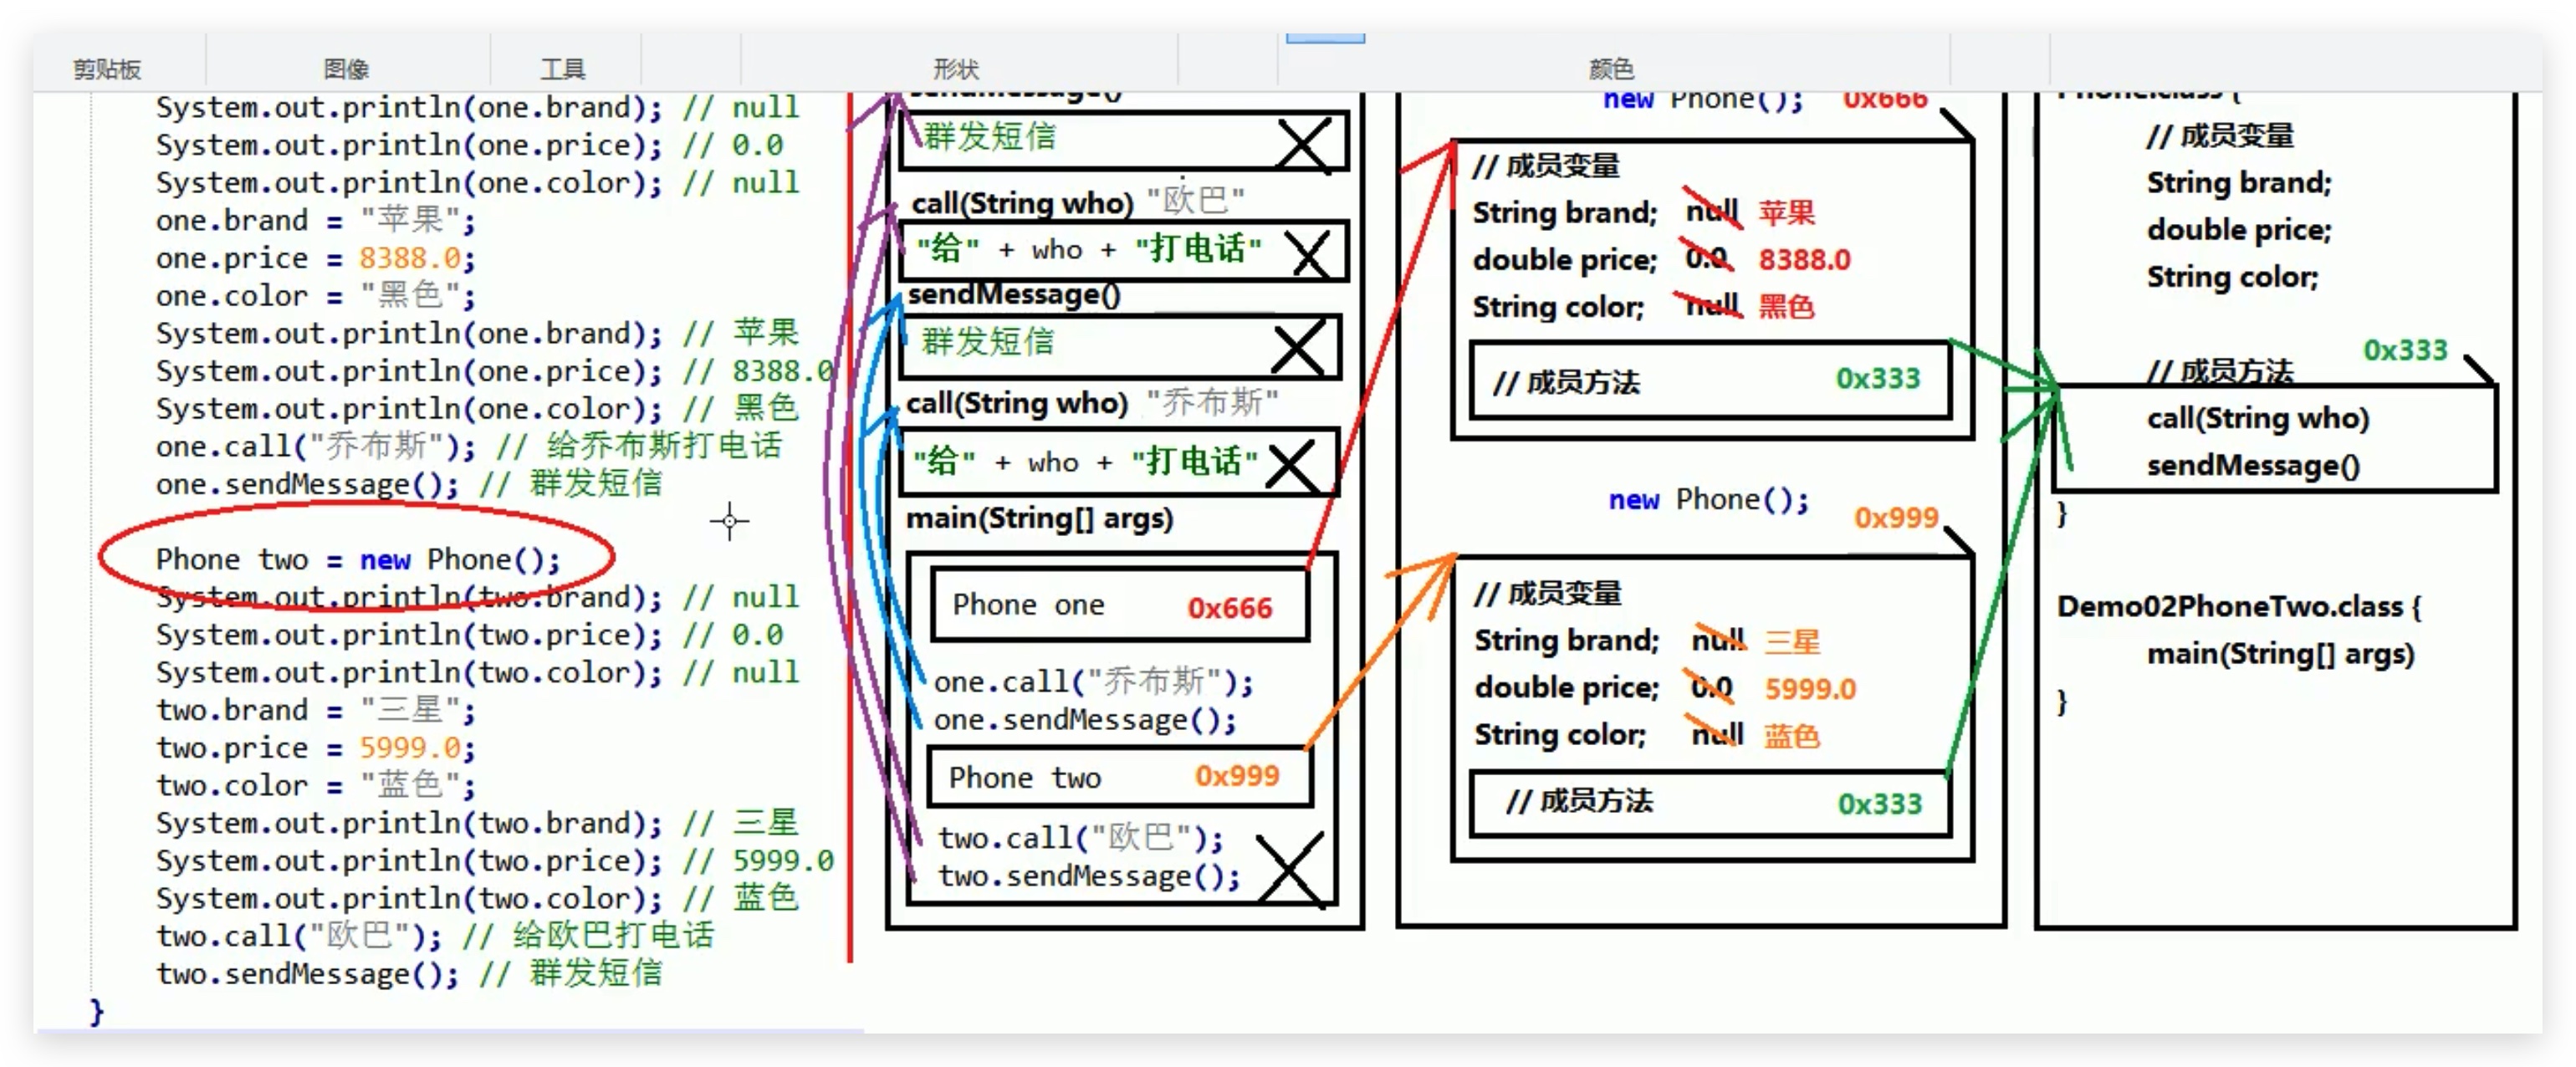 剪贴板
图像
工具
形状
颜色
System.out.println(one.brand); // null
System.out.println(one.price); // 0.0
System.out.println(one.color); // null
one.brand = "苹果";
one.price = 8388.0;
one.color = "黑色";
System.out.println(one.brand); // 苹果
System.out.println(one.price); // 8388.0
System.out.println(one.color); // 黑色
one.call("乔布斯"); // 给乔布斯打电话
one.sendMessage(); // 群发短信
Phone two = new Phone();
System.out.println(two.brand); // null
System.out.println(two.price); // 0.0
System.out.println(two.color); // null
two.brand = "三星";
two.price = 5999.0;
two.color = "蓝色";
System.out.println(two.brand); // 三星
System.out.println(two.price); // 5999.0
System.out.println(two.color); // 蓝色
two.call("欧巴"); // 给欧巴打电话
two.sendMessage(); // 群发短信
}
sendMessage()
群发短信
call(String who) "欧巴"
"给" + who + "打电话"
sendMessage()
群发短信
call(String who) "乔布斯"
"给" + who + "打电话"
main(String[] args)
Phone one 0x666
one.call("乔布斯");
one.sendMessage();
Phone two 0x999
two.call("欧巴");
two.sendMessage();
new Phone(); 0x666
// 成员变量
String brand; null 苹果
double price; 0.0 8388.0
String color; null 黑色
// 成员方法 0x333
new Phone();
0x999
// 成员变量
String brand; null 三星
double price; 0.0 5999.0
String color; null 蓝色
// 成员方法 0x333
Phone.class {
// 成员变量
String brand;
double price;
String color;
0x333
// 成员方法
call(String who)
sendMessage()
}
Demo02PhoneTwo.class {
main(String[] args)
}